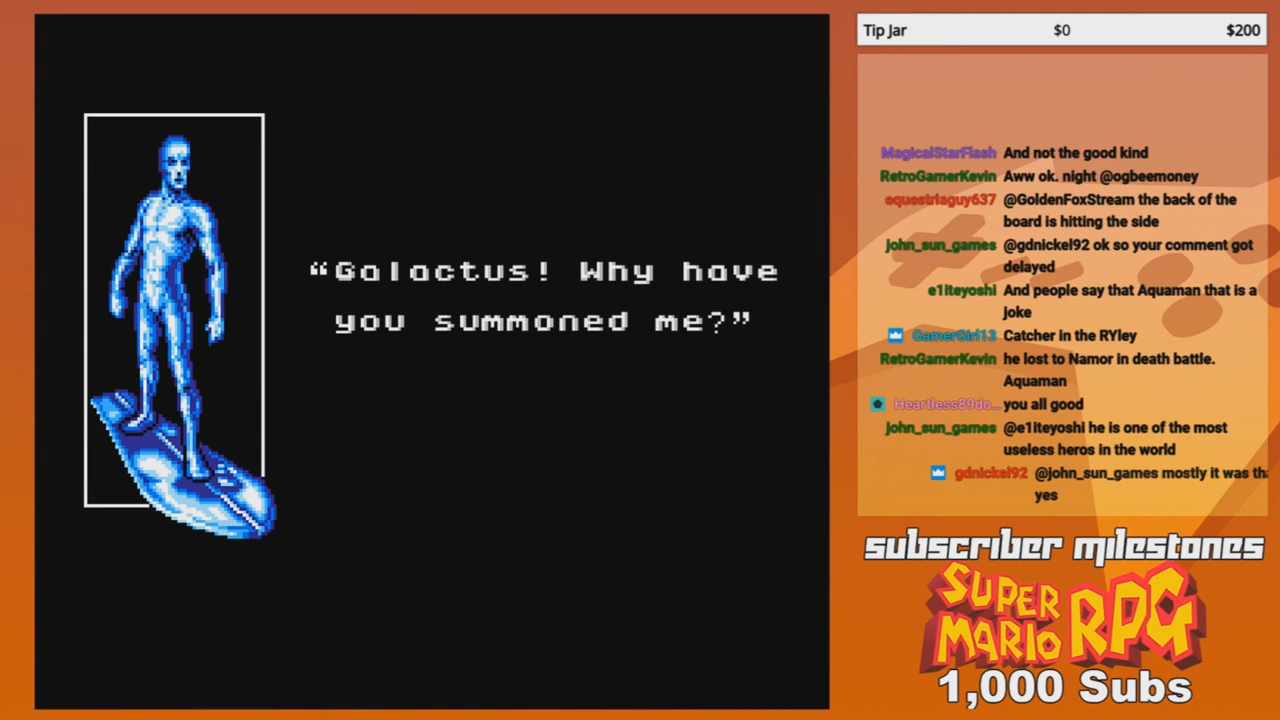 “Galactus! Why have
you summoned me?”
Tip Jar $0 $200
MagicalStarFlash And not the good kind
RetroGamerKevin Aww ok. night @ogbeemoney
equestriaguy637 @GoldenFoxStream the back of the
board is hitting the side
john_sun_games @gdnickel92 ok so your comment got
delayed
e1iteyoshi And people say that Aquaman that is a
joke
GamerGirl13 Catcher in the RYley
RetroGamerKevin he lost to Namor in death battle.
Aquaman
Heartless89do... you all good
john_sun_games @e1iteyoshi he is one of the most
useless heros in the world
gdnickel92 @john_sun_games mostly it was
yes
subscriber milestones
SUPER
MARIO RPG
1,000 Subs